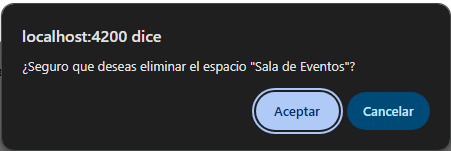 localhost:4200 dice
¿Seguro que deseas eliminar el espacio "Sala de Eventos"?
Aceptar
Cancelar